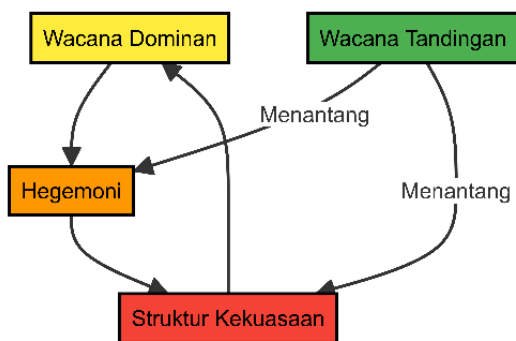 Wacana Dominan
Wacana Tandingan
Menantang
Hegemoni
Menantang
Struktur Kekuasaan